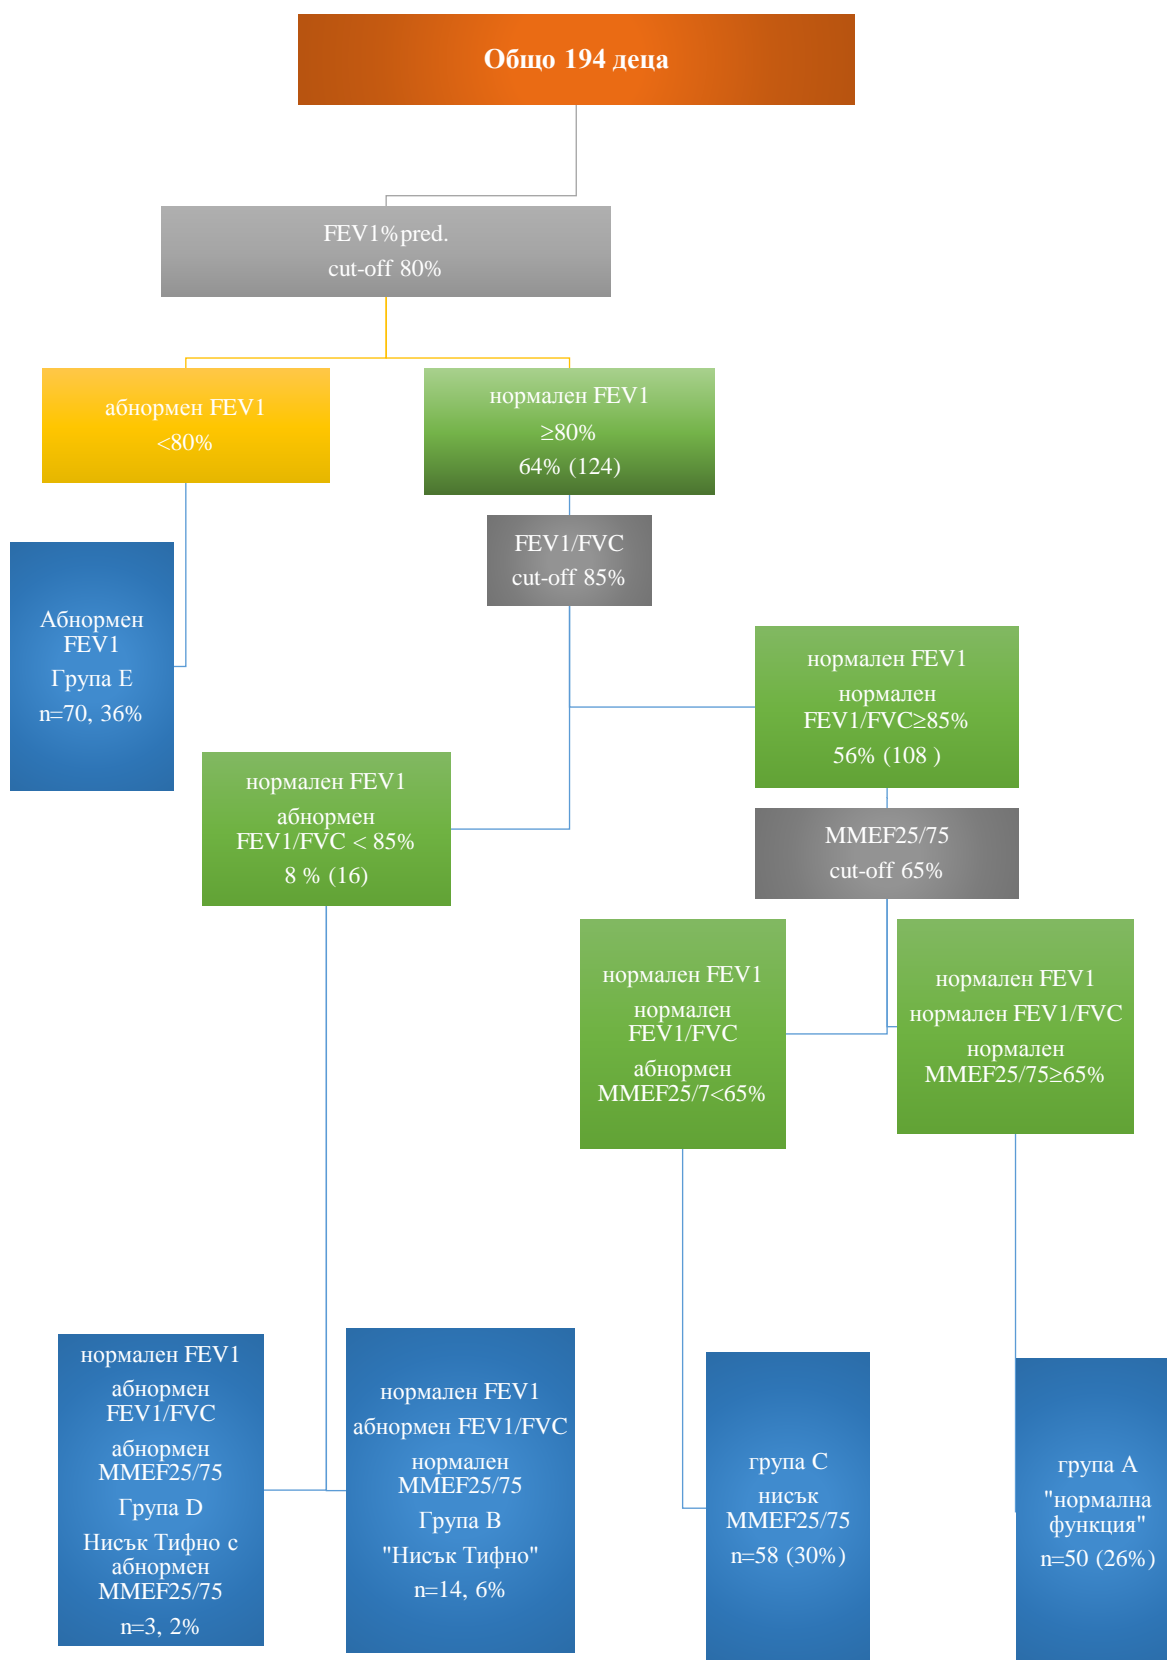 Общо 194 деца
FEV1%pred.
cut-off 80%
абнормен FEV1
<80%
нормален FEV1
≥80%
64% (124)
FEV1/FVC
cut-off 85%
Абнормен
FEV1
Група E
n=70, 36%
нормален FEV1
нормален
FEV1/FVC≥85%
56% (108 )
нормален FEV1
абнормен
FEV1/FVC < 85%
8 % (16)
MMEF25/75
cut-off 65%
нормален FEV1
нормален
FEV1/FVC
абнормен
MMEF25/7<65%
нормален FEV1
нормален FEV1/FVC
нормален
MMEF25/75≥65%
нормален FEV1
абнормен
FEV1/FVC
абнормен
MMEF25/75
Група D
Нисък Тифно с
абнормен
MMEF25/75
n=3, 2%
нормален FEV1
абнормен FEV1/FVC
нормален
MMEF25/75
Група B
"Нисък Тифно"
n=14, 6%
група C
нисък
MMEF25/75
n=58 (30%)
група A
"нормална
функция"
n=50 (26%)